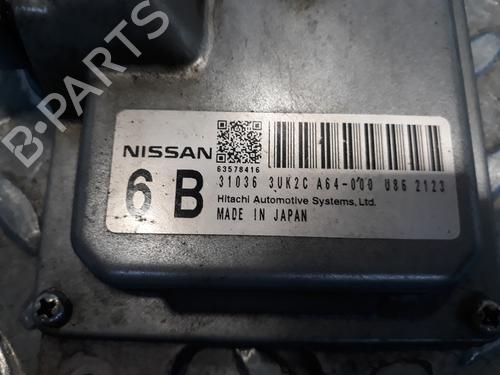 B-PARTS
NISSAN
63578416
6 B
31036 3UK2C A64-000 U86 2123
Hitachi Automotive Systems, Ltd.
MADE IN JAPAN